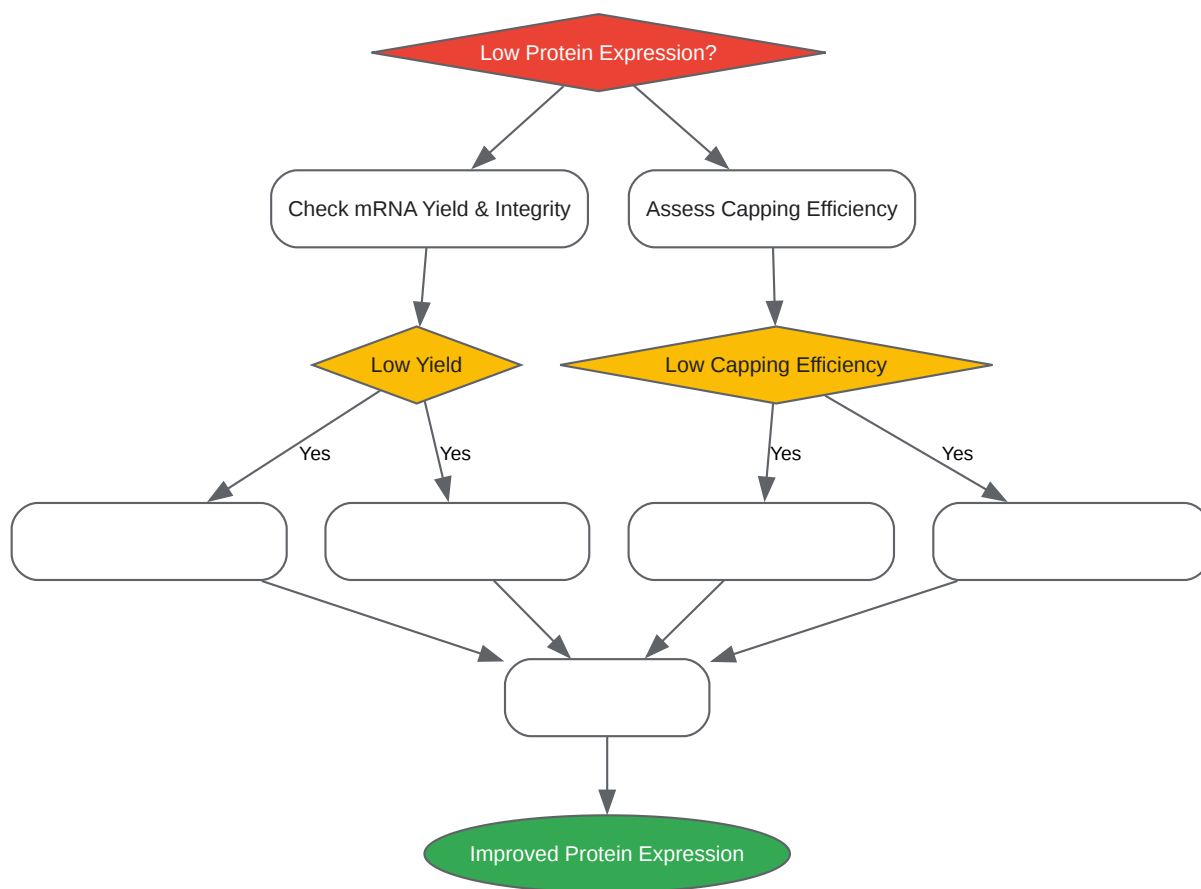 Low Protein Expression?
Check mRNA Yield & Integrity
Assess Capping Efficiency
Low Yield
Low Capping Efficiency
Yes
Yes
Yes
Yes
Improved Protein Expression